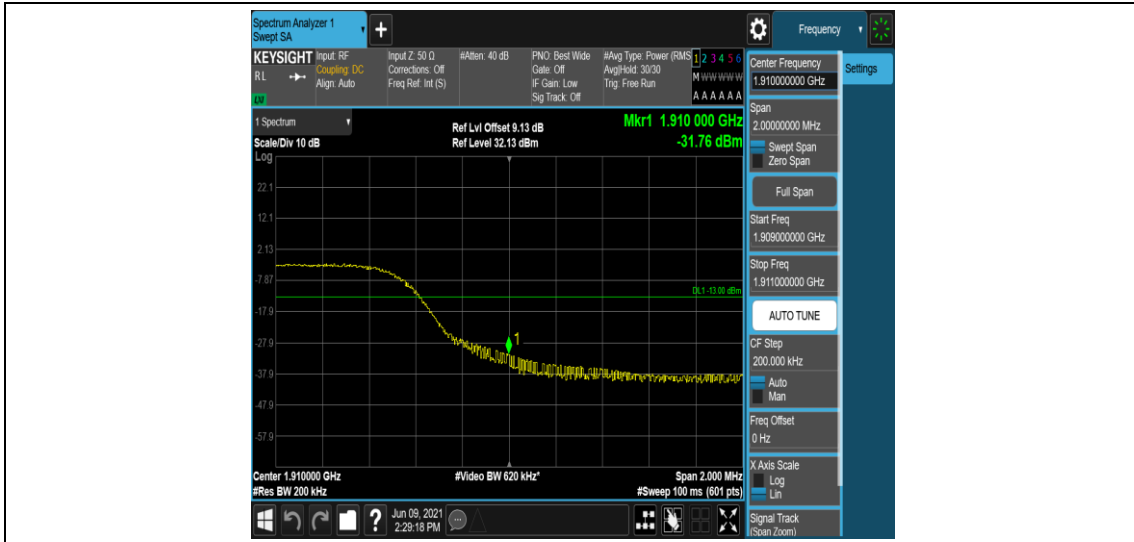 Spectrum Analyzer 1
Swept SA
+
Frequency
KEYSIGHT
RL
Input: RF
Coupling: DC
Align: Auto
Input Z: 50 Ω
Corrections: Off
Freq Ref: Int (S)
#Atten: 40 dB
PNO: Best Wide
Gate: Off
IF Gain: Low
Sig Track: Off
#Avg Type: Power (RMS
Avg|Hold: 30/30
Trig: Free Run
1 2 3 4 5 6
M W W W W W
A A A A A A
1 Spectrum
Scale/Div 10 dB
Log
Ref Lvl Offset 9.13 dB
Ref Level 32.13 dBm
Mkr1 1.910 000 GHz
-31.76 dBm
22.1
12.1
2.13
-7.87
DL1 -13.00 dBm
-17.9
-27.9
1
-37.9
-47.9
-57.9
Center 1.910000 GHz
#Res BW 200 kHz
#Video BW 620 kHz*
Span 2.000 MHz
#Sweep 100 ms (601 pts)
?
Jun 09, 2021
2:29:18 PM
Center Frequency
1.910000000 GHz
Settings
Span
2.00000000 MHz
Swept Span
Zero Span
Full Span
Start Freq
1.909000000 GHz
Stop Freq
1.911000000 GHz
AUTO TUNE
CF Step
200.000 kHz
Auto
Man
Freq Offset
0 Hz
X Axis Scale
Log
Lin
Signal Track
(Span Zoom)